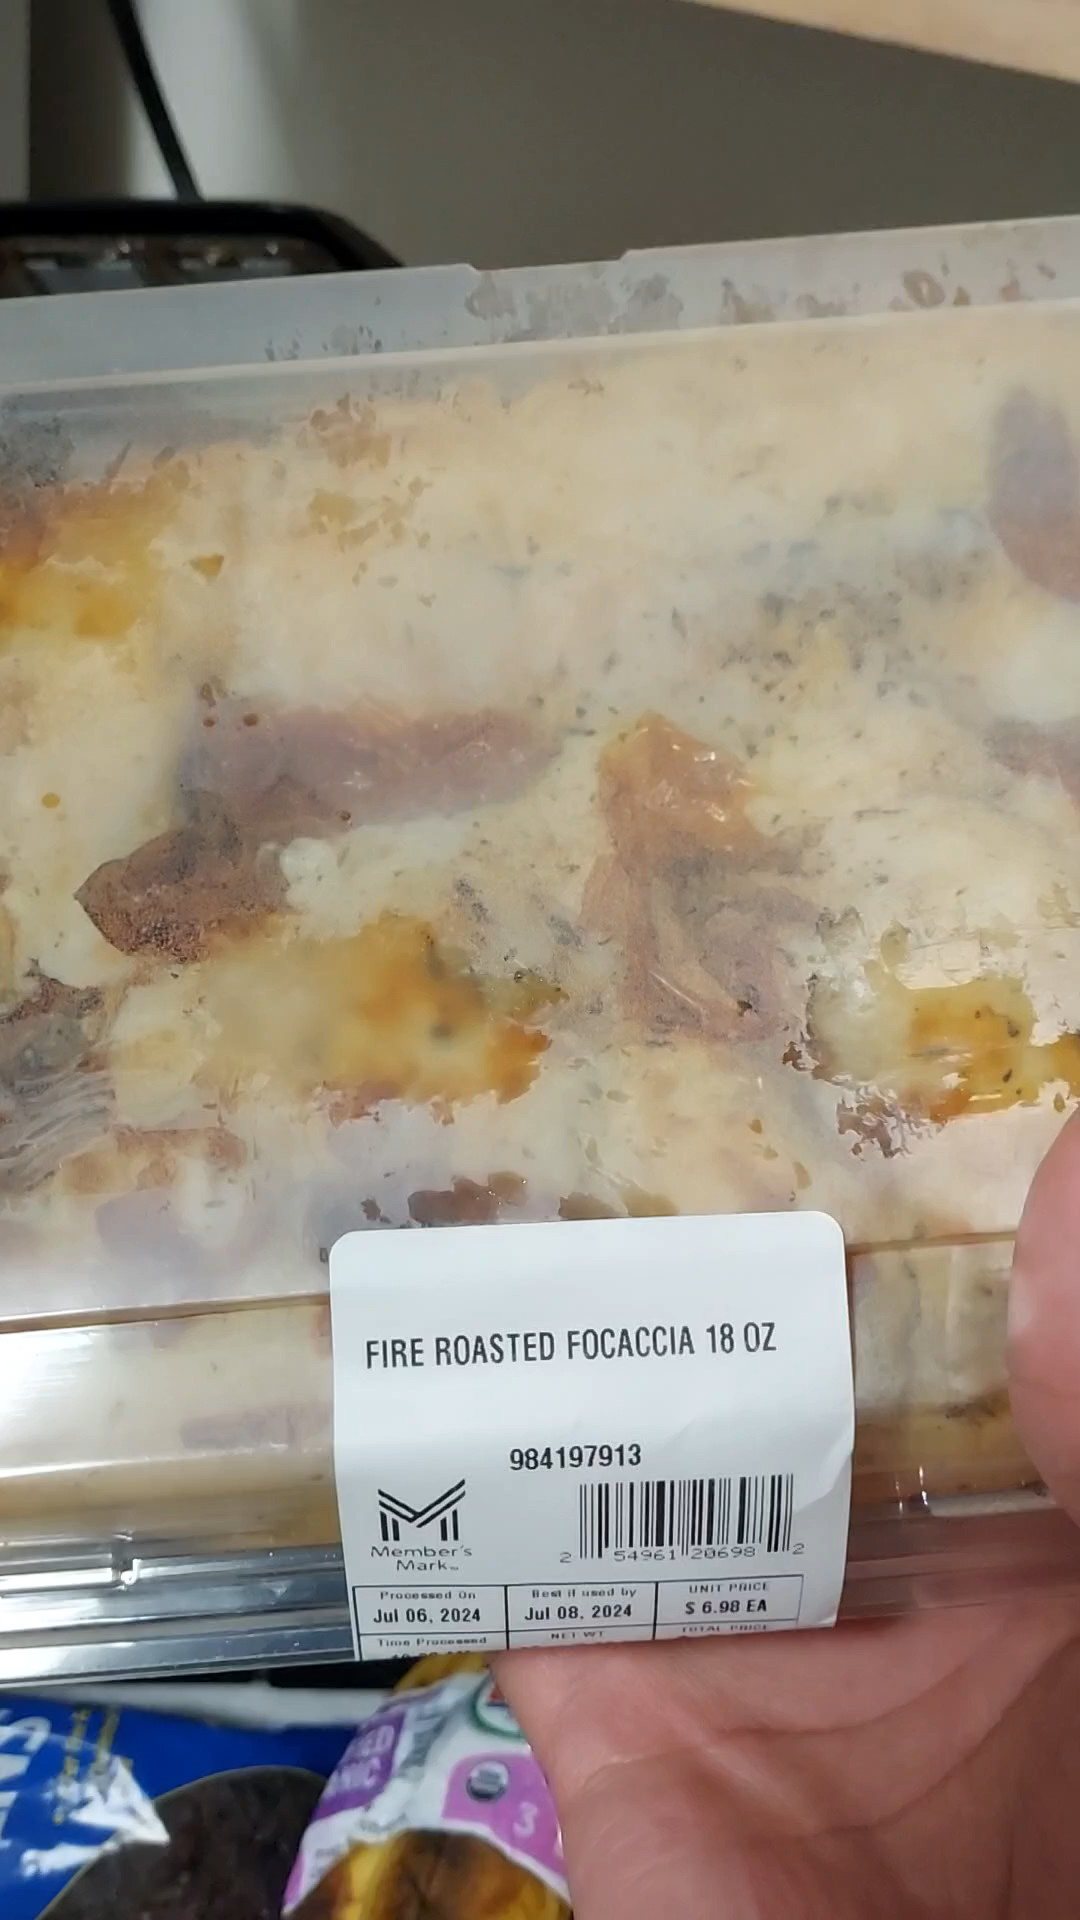 FIRE ROASTED FOCACCIA 18 OZ
984197913
Member's
Mark
2 54961 20698 2
Processed On
Jul 06, 2024
Best if used by
Jul 08, 2024
UNIT PRICE
$ 6.98 EA
Time Processed
NET WT
TOTAL PRICE
3